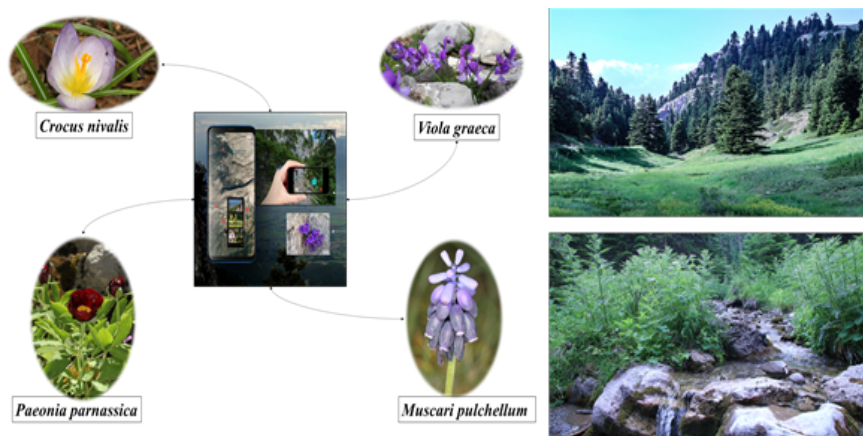 Crocus nivalis
Viola graeca
Paeonia parnassica
Muscari pulchellum